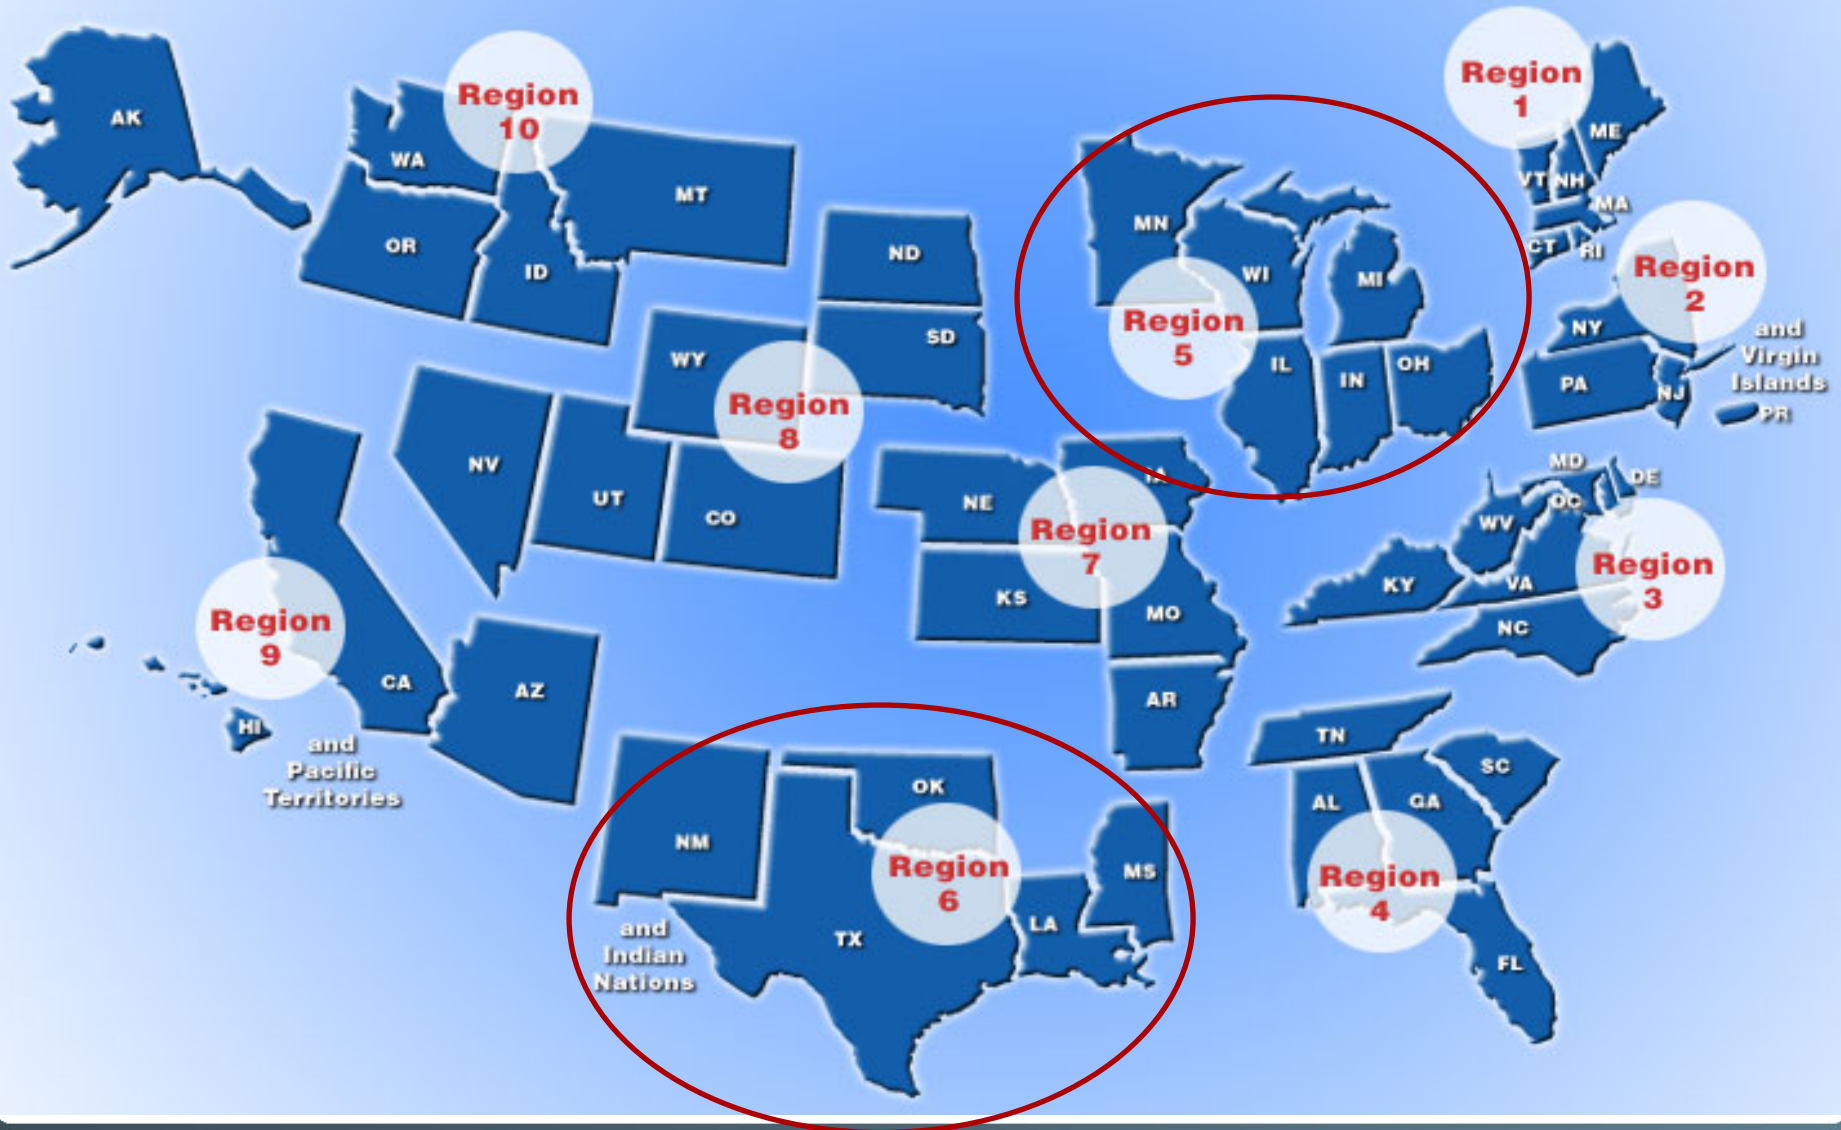 AK
WA
Region
10
OR
ID
MT
ND
SD
WY
Region
8
NV
UT
CO
CA
Region
9
HI
and
Pacific
Territories
AZ
MN
WI
MI
Region
5
IL
IN
OH
NE
IA
Region
7
KS
MO
AR
NM
OK
TX
Region
6
LA
MS
and
Indian
Nations
Region
1
ME
VT
NH
MA
CT
RI
Region
2
NY
PA
NJ
and
Virgin
Islands
PR
MD
DE
DC
WV
VA
KY
NC
Region
3
TN
SC
AL
GA
Region
4
FL